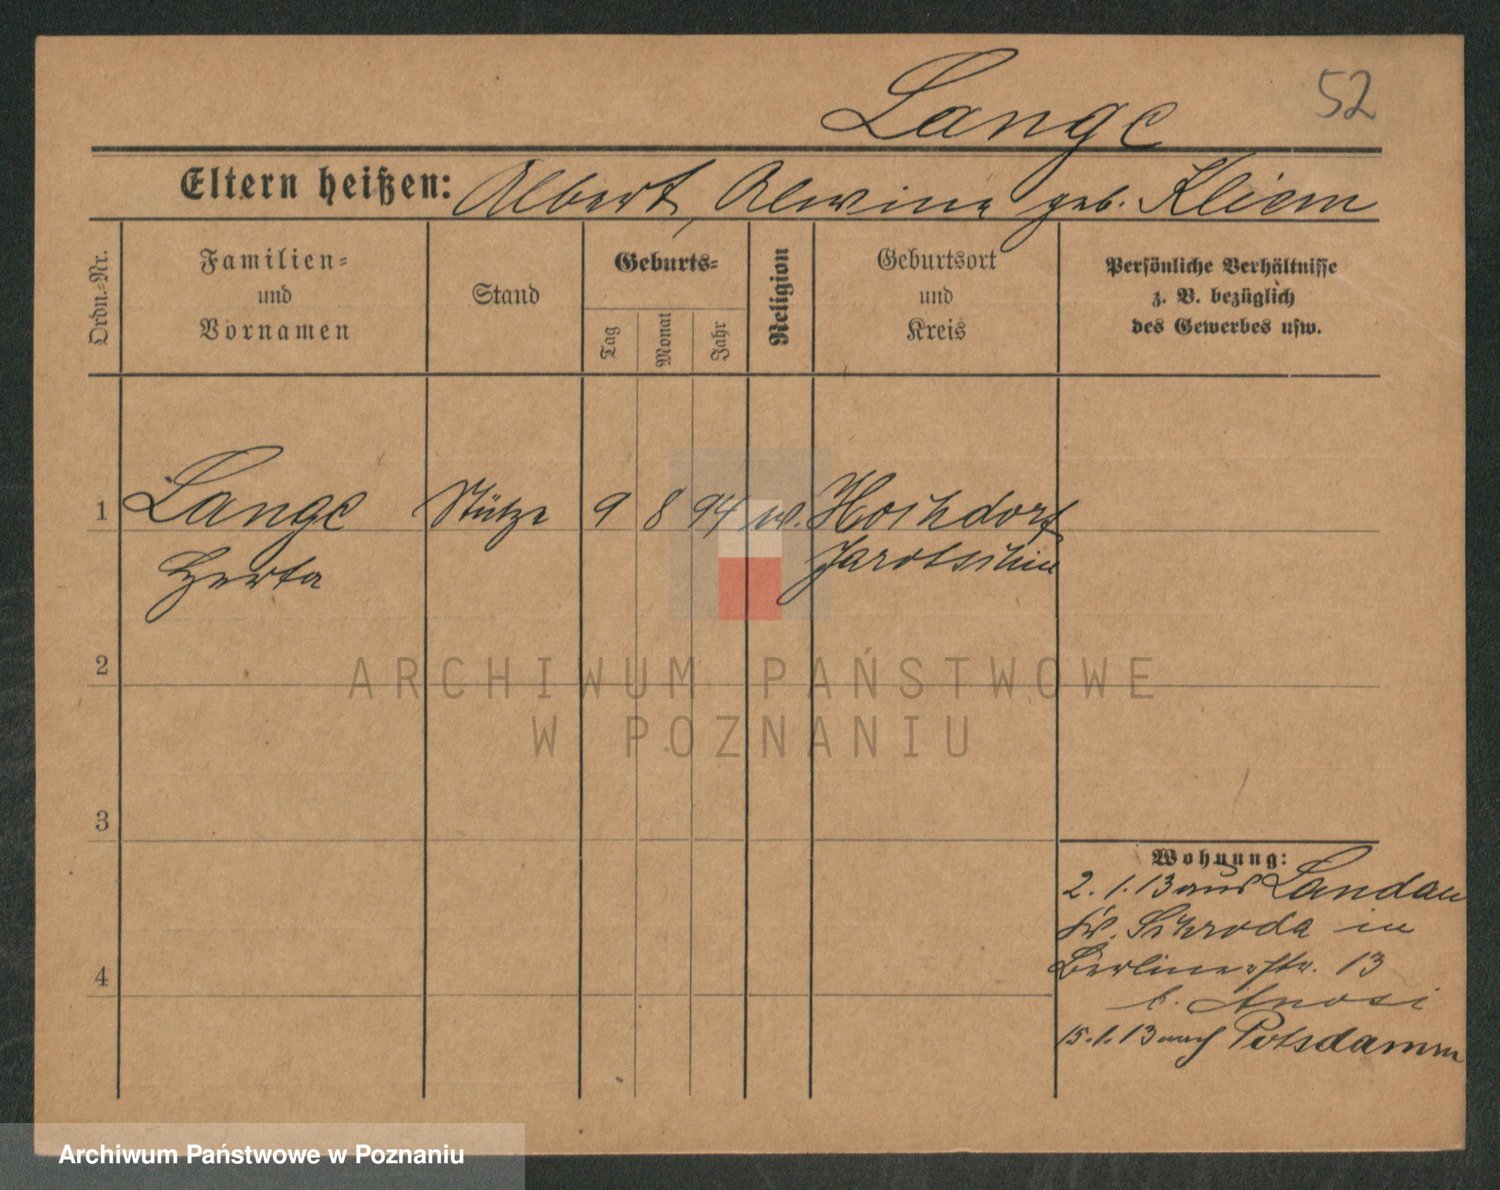 Lange
52
Eltern heißen: Albert, Alwine geb. Kliem
Ordn.-Nr.
Familien-
und
Vornamen
Stand
Geburts-
Tag
Monat
Jahr
Religion
Geburtsort
und
Kreis
Persönliche Verhältnisse
z. B. bezüglich
des Gewerbes usw.
1 Lange Stütze 9 8 94 ev. Hochdorf
Herta Jarotschin
2
3
4
Wohnung:
2. 1. 13 aus Landau
Kr. Schroda in
Berlinerstr. 13
b.
15. 1. 13 nach Potsdamm
ARCHIWUM PAŃSTWOWE
W POZNANIU
Archiwum Państwowe w Poznaniu